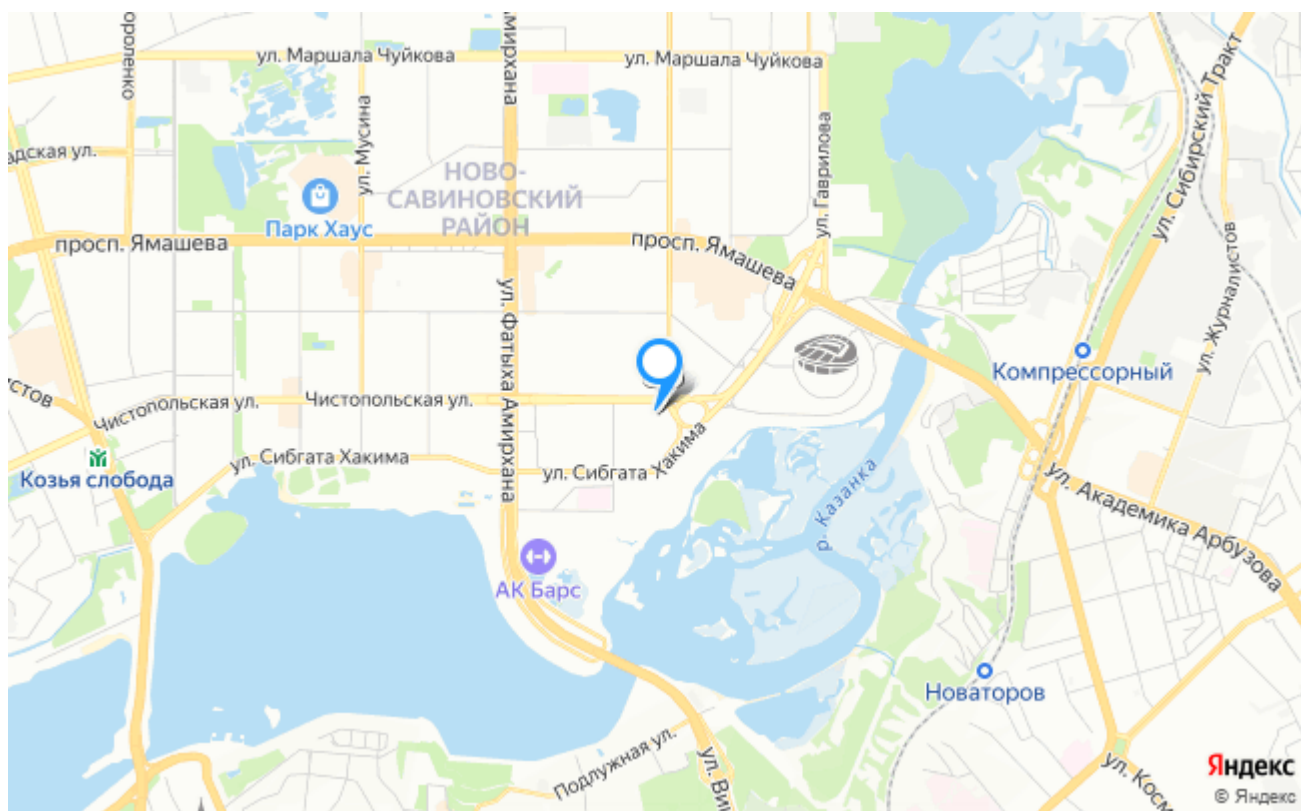 ороленко
Амирхана
ул. Маршала Чуйкова
ул. Маршала Чуйкова
ул. Сибирский Тракт
адская ул.
ул. Мусина
ул. Гаврилова
НОВО-
САВИНОВСКИЙ
РАЙОН
Парк Хаус
просп. Ямашева
просп. Ямашева
ул. Журналистов
ул. Фатыха Амирхана
Компрессорный
истов
Чистопольская ул.
Чистопольская ул.
ул. Сибгата Хакима
ул. Сибгата Хакима
Козья слобода
р. Казанка
ул. Академика Арбузова
АК Барс
Новаторов
Подлужная ул.
ул. Ви
ул. Косм
Яндекс
© Яндекс